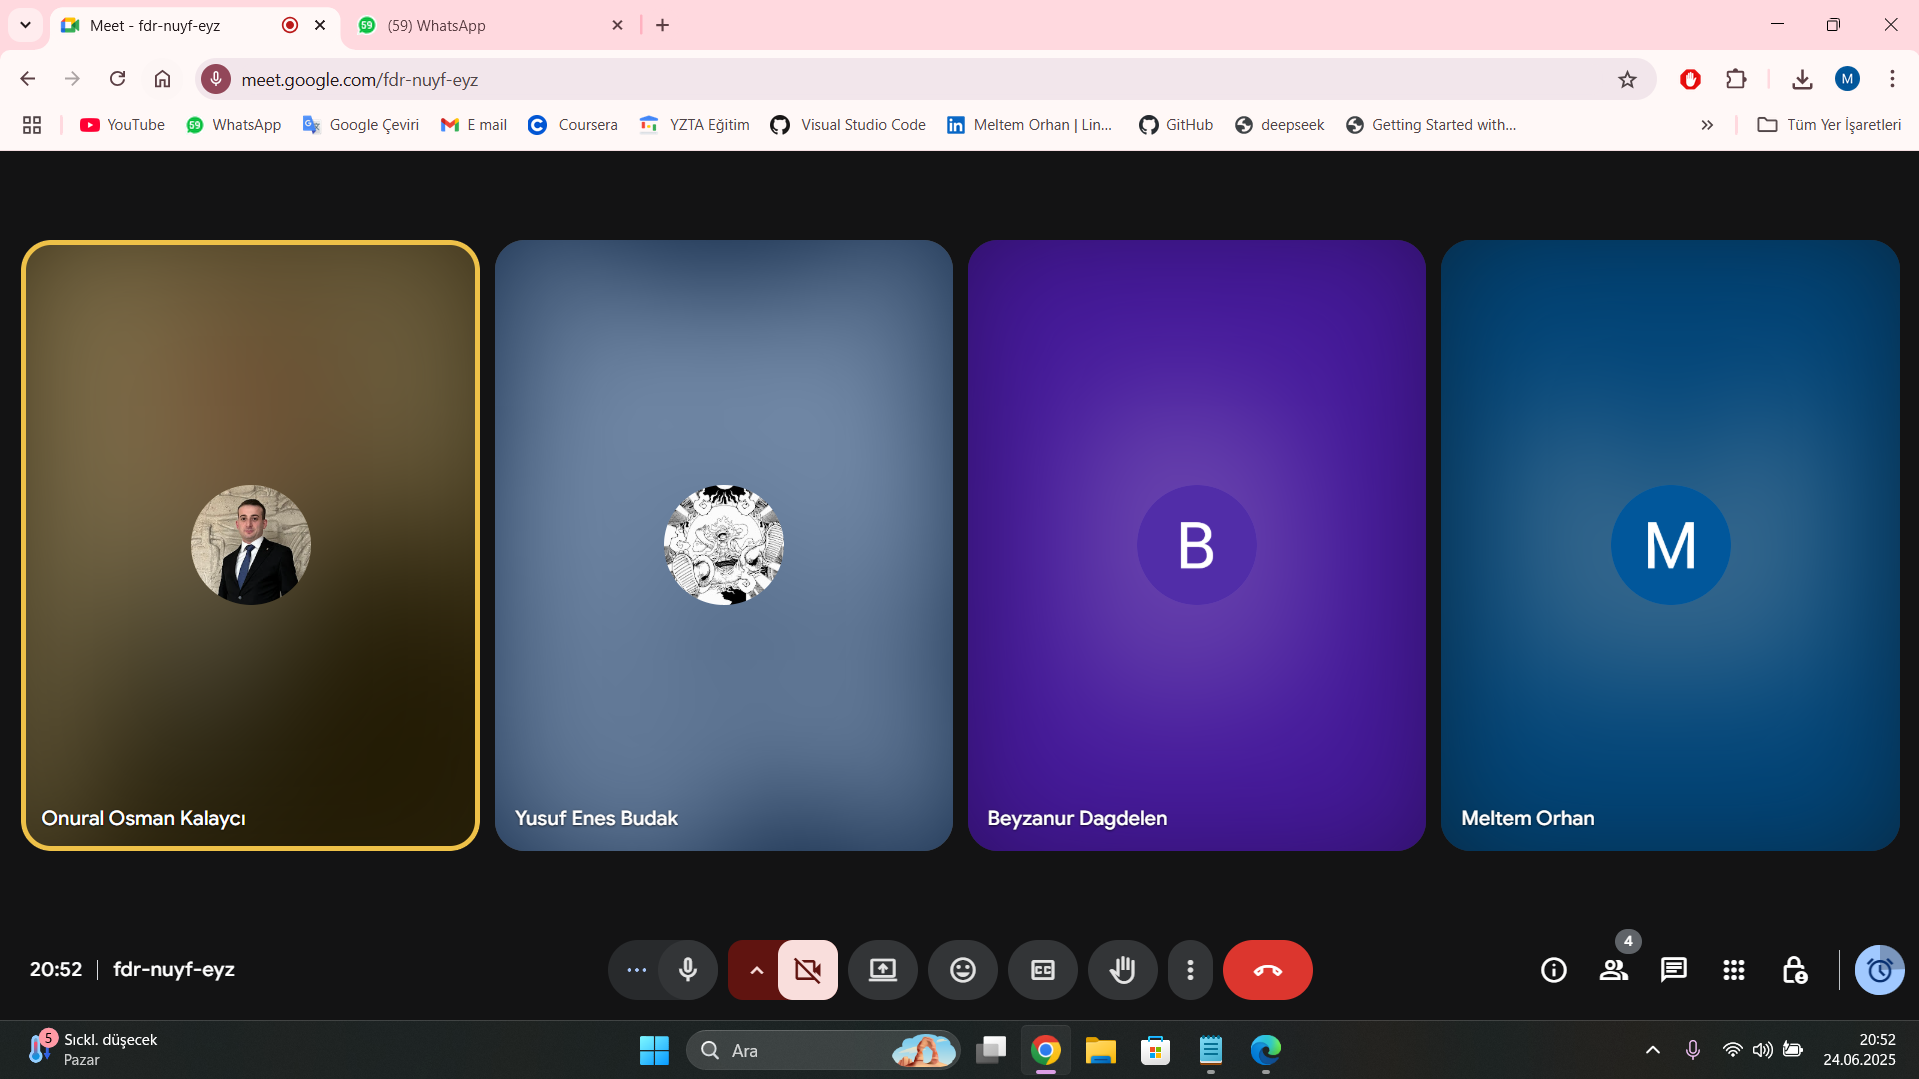 Meet - fdr-nuyf-eyz
59
(59) WhatsApp
meet.google.com/fdr-nuyf-eyz
M
YouTube
59
WhatsApp
Google Çeviri
E mail
Coursera
YZTA Eğitim
Visual Studio Code
Meltem Orhan | Lin...
GitHub
deepseek
Getting Started with...
Tüm Yer İşaretleri
B
M
Onural Osman Kalaycı
Yusuf Enes Budak
Beyzanur Dagdelen
Meltem Orhan
20:52
fdr-nuyf-eyz
CC
4
5
Sıckl. düşecek
Pazar
Ara
20:52
24.06.2025